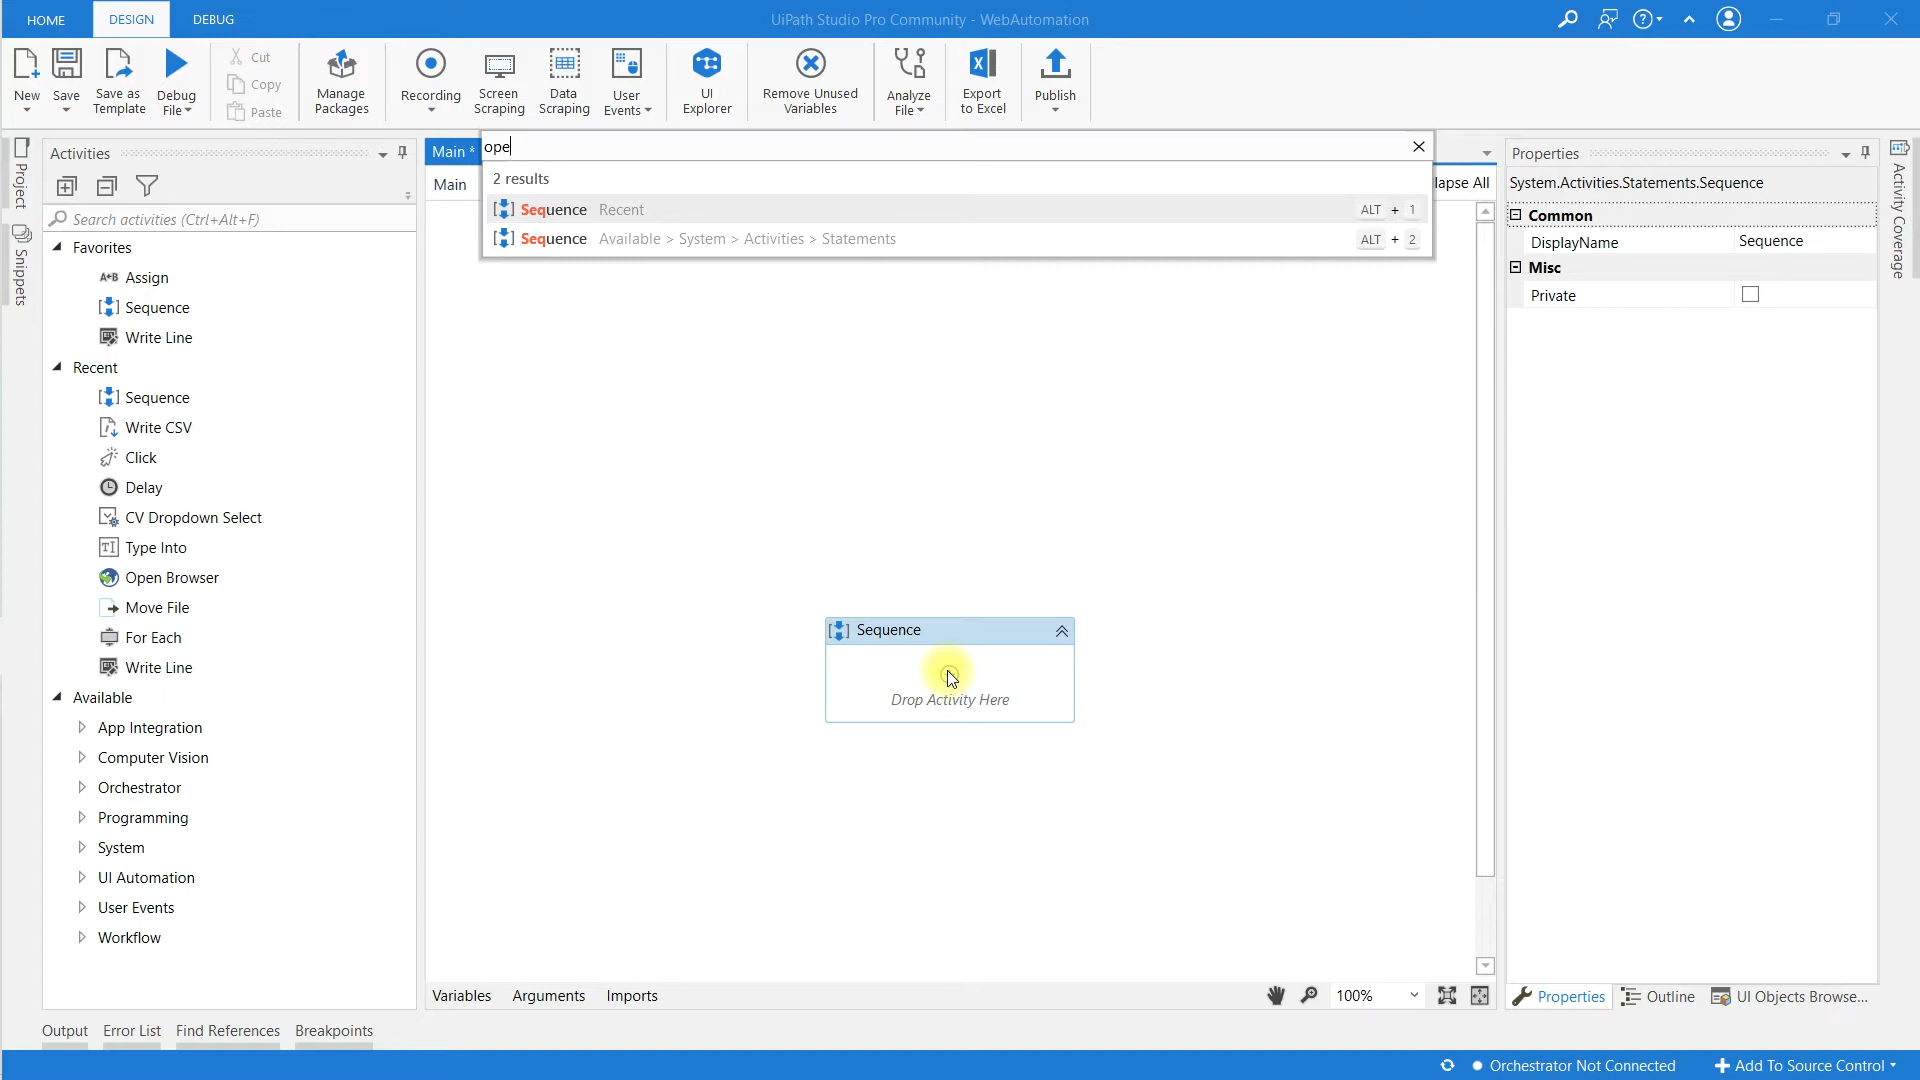 HOME
DESIGN
DEBUG
UiPath Studio Pro Community - WebAutomation
New
Save
Save as
Template
Debug
File
Cut
Copy
Paste
Manage
Packages
Recording
Screen
Scraping
Data
Scraping
User
Events
UI
Explorer
Remove Unused
Variables
Analyze
File
Export
to Excel
Publish
Project
Snippets
Activities
Search activities (Ctrl+Alt+F)
Favorites
A+B Assign
Sequence
Write Line
Recent
Sequence
Write CSV
Click
Delay
CV Dropdown Select
Type Into
Open Browser
Move File
For Each
Write Line
Available
App Integration
Computer Vision
Orchestrator
Programming
System
UI Automation
User Events
Workflow
Main *
ope
2 results
Sequence Recent ALT + 1
Sequence Available > System > Activities > Statements ALT + 2
Main
lapse All
Sequence
Drop Activity Here
Variables
Arguments
Imports
100%
Properties
System.Activities.Statements.Sequence
Common
DisplayName Sequence
Misc
Private
Properties
Outline
UI Objects Browse...
Activity Coverage
Output
Error List
Find References
Breakpoints
Orchestrator Not Connected
Add To Source Control